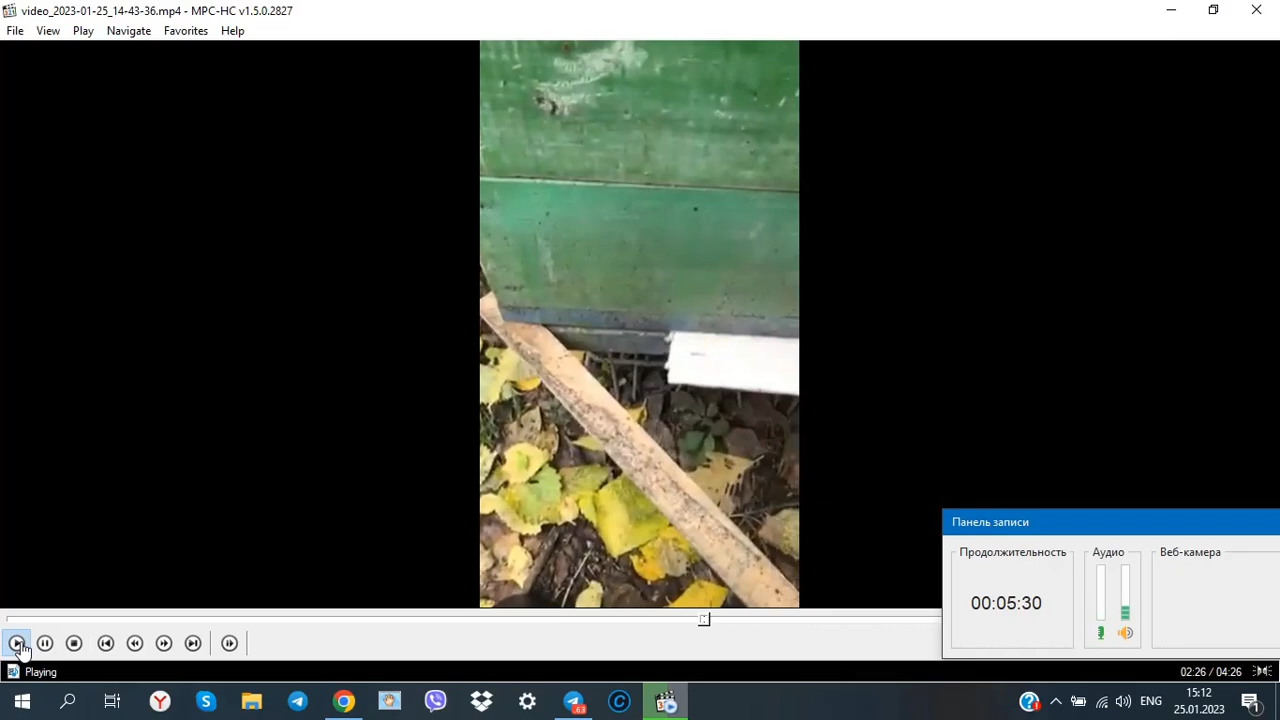 video_2023-01-25_14-43-36.mp4 - MPC-HC v1.5.0.2827
File View Play Navigate Favorites Help
Панель записи
Продолжительность Аудио Веб-камера
00:05:30
Playing
02:26 / 04:26
63
ENG
15:12
25.01.2023
1